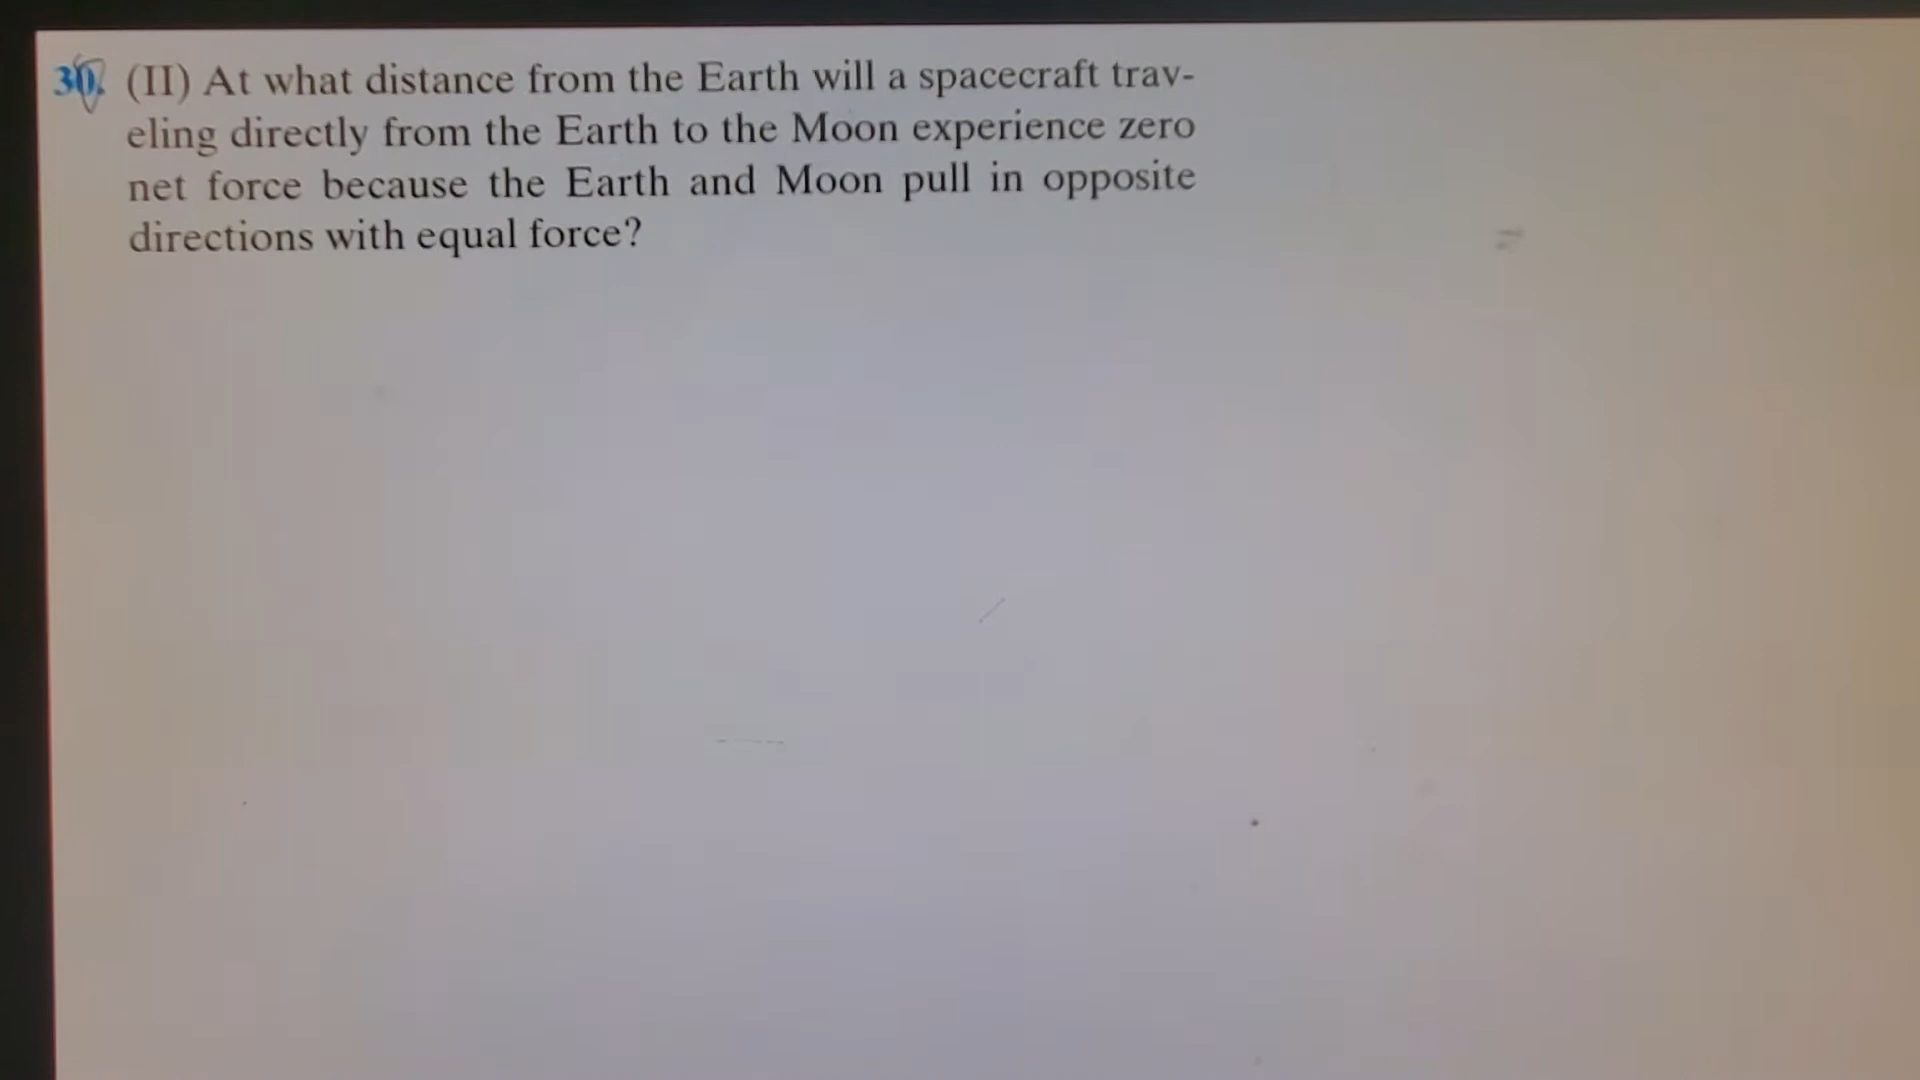 30. (II) At what distance from the Earth will a spacecraft trav-
eling directly from the Earth to the Moon experience zero
net force because the Earth and Moon pull in opposite
directions with equal force?